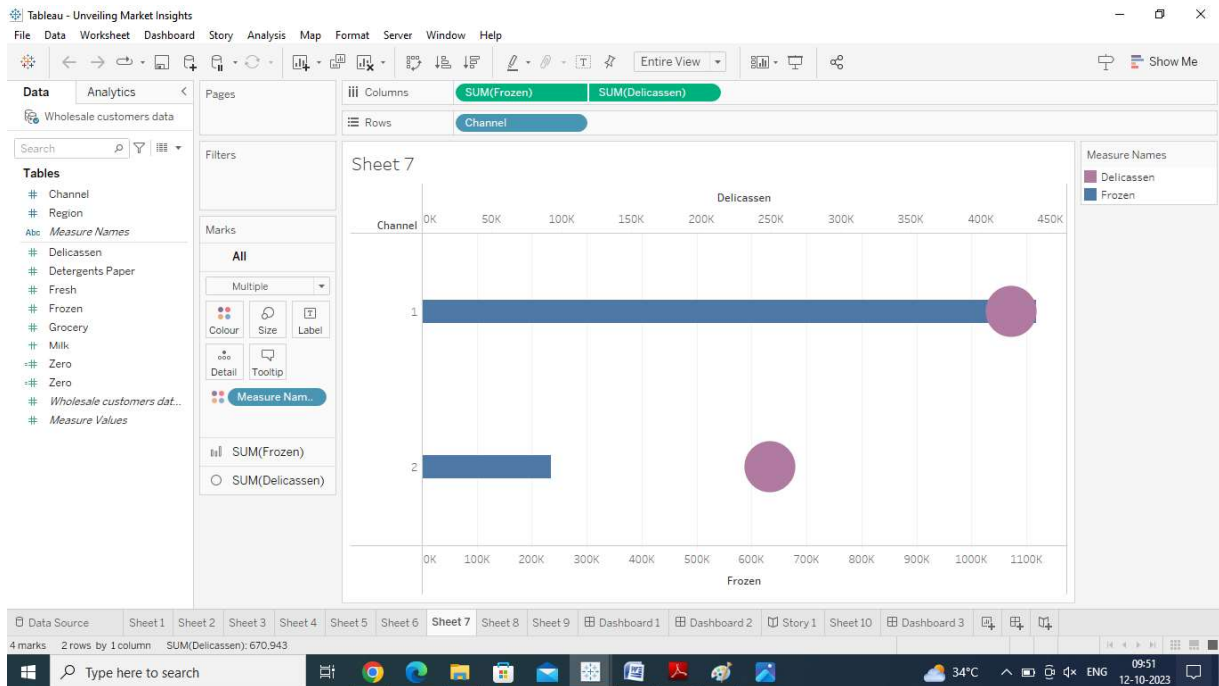 Tableau - Unveiling Market Insights
File Data Worksheet Dashboard Story Analysis Map Format Server Window Help
Entire View
Show Me
Data Analytics
Wholesale customers data
Search
Tables
# Channel
# Region
Abc Measure Names
# Delicassen
# Detergents Paper
# Fresh
# Frozen
# Grocery
# Milk
=# Zero
=# Zero
# Wholesale customers dat...
# Measure Values
Pages
Filters
Marks
All
Multiple
Colour Size Label
Detail Tooltip
Measure Nam..
SUM(Frozen)
SUM(Delicassen)
Columns SUM(Frozen) SUM(Delicassen)
Rows Channel
Sheet 7
Delicassen
Channel 0K 50K 100K 150K 200K 250K 300K 350K 400K 450K
1
2
0K 100K 200K 300K 400K 500K 600K 700K 800K 900K 1000K 1100K
Frozen
Measure Names
Delicassen
Frozen
Data Source Sheet 1 Sheet 2 Sheet 3 Sheet 4 Sheet 5 Sheet 6 Sheet 7 Sheet 8 Sheet 9 Dashboard 1 Dashboard 2 Story 1 Sheet 10 Dashboard 3
4 marks 2 rows by 1 column SUM(Delicassen): 670,943
Type here to search
34°C ENG 09:51
12-10-2023